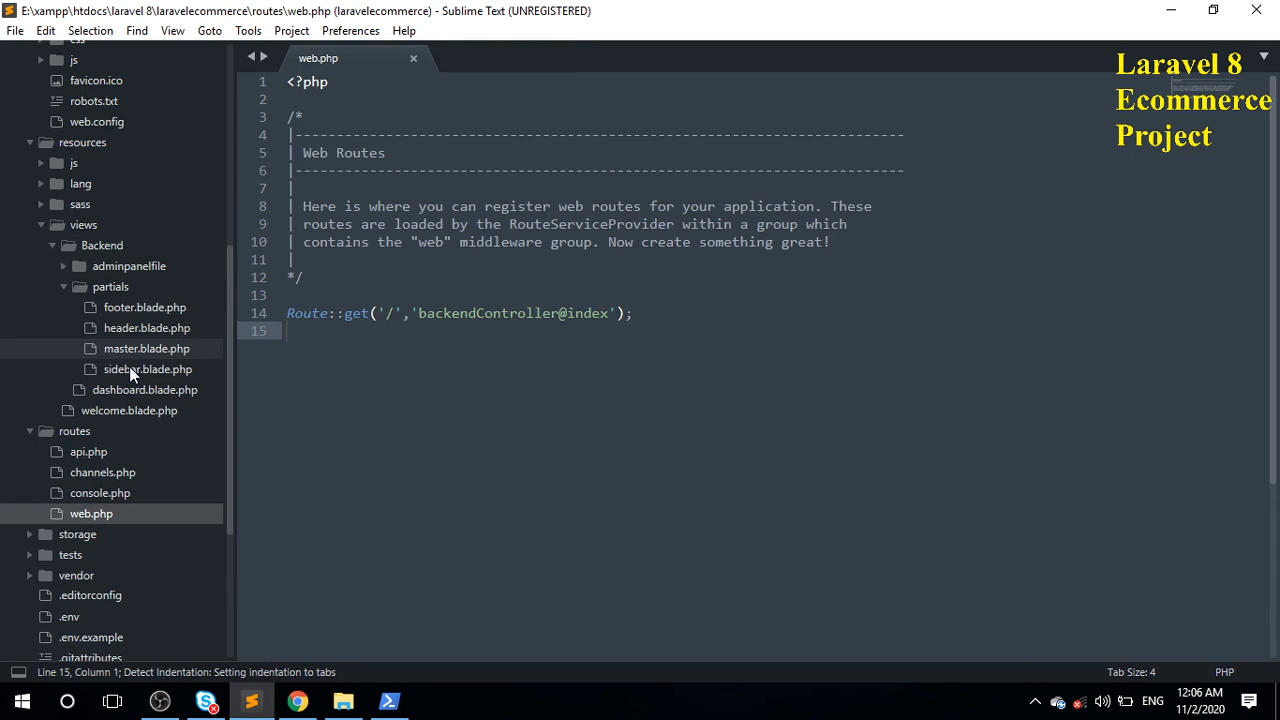 E:\xampp\htdocs\laravel 8\laravelecommerce\routes\web.php (laravelecommerce) - Sublime Text (UNREGISTERED)
File Edit Selection Find View Goto Tools Project Preferences Help
css
js
favicon.ico
robots.txt
web.config
resources
js
lang
sass
views
Backend
adminpanelfile
partials
footer.blade.php
header.blade.php
master.blade.php
sidebar.blade.php
dashboard.blade.php
welcome.blade.php
routes
api.php
channels.php
console.php
web.php
storage
tests
vendor
.editorconfig
.env
.env.example
.gitattributes
web.php
1 <?php
2
3 /*
4 |--------------------------------------------------------------------------
5 | Web Routes
6 |--------------------------------------------------------------------------
7 |
8 | Here is where you can register web routes for your application. These
9 | routes are loaded by the RouteServiceProvider within a group which
10 | contains the "web" middleware group. Now create something great!
11 |
12 */
13
14 Route::get('/','backendController@index');
15
Laravel 8
Ecommerce
Project
Line 15, Column 1; Detect Indentation: Setting indentation to tabs
Tab Size: 4 PHP
ENG
12:06 AM
11/2/2020